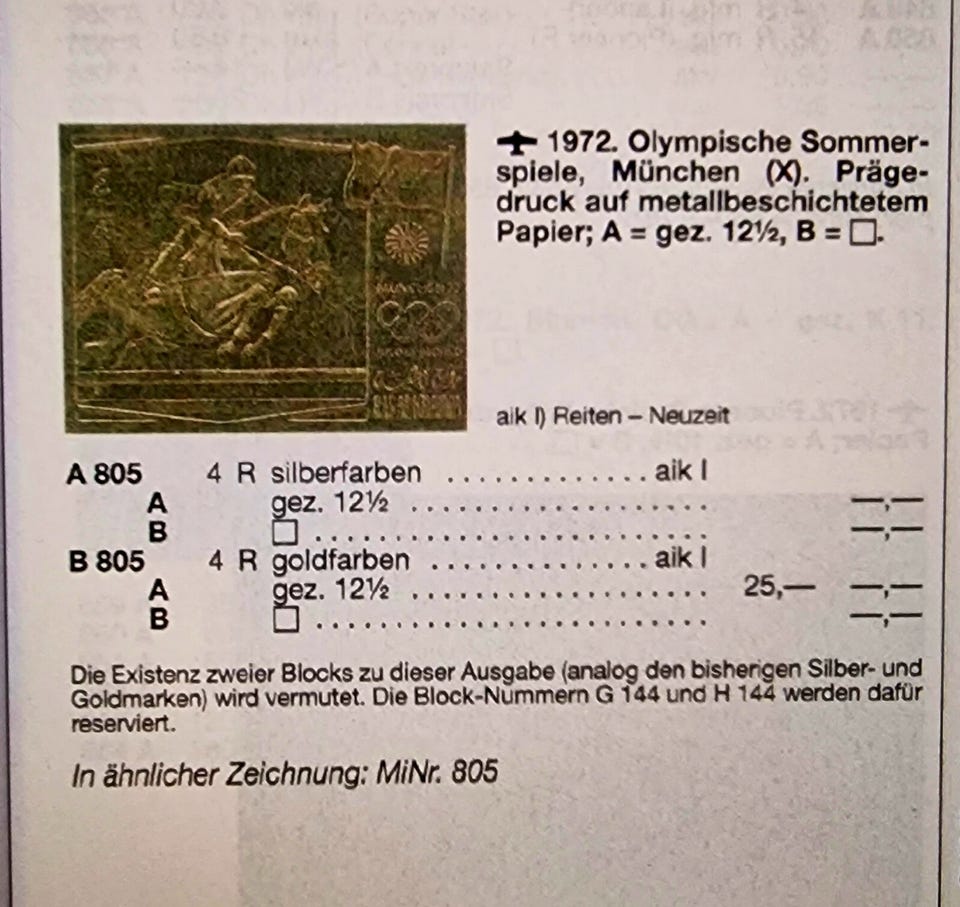 1972. Olympische Sommer-
spiele, München (X). Präge-
druck auf metallbeschichtetem
Papier; A = gez. 12½, B = □.
aik I) Reiten – Neuzeit
A 805 4 R silberfarben ............. aik I
A gez. 12½ ...................... —,—
B □ ............................ —,—
B 805 4 R goldfarben .............. aik I
A gez. 12½ ...................... 25,— —,—
B □ ............................ —,—
Die Existenz zweier Blocks zu dieser Ausgabe (analog den bisherigen Silber- und
Goldmarken) wird vermutet. Die Block-Nummern G 144 und H 144 werden dafür
reserviert.
In ähnlicher Zeichnung: MiNr. 805